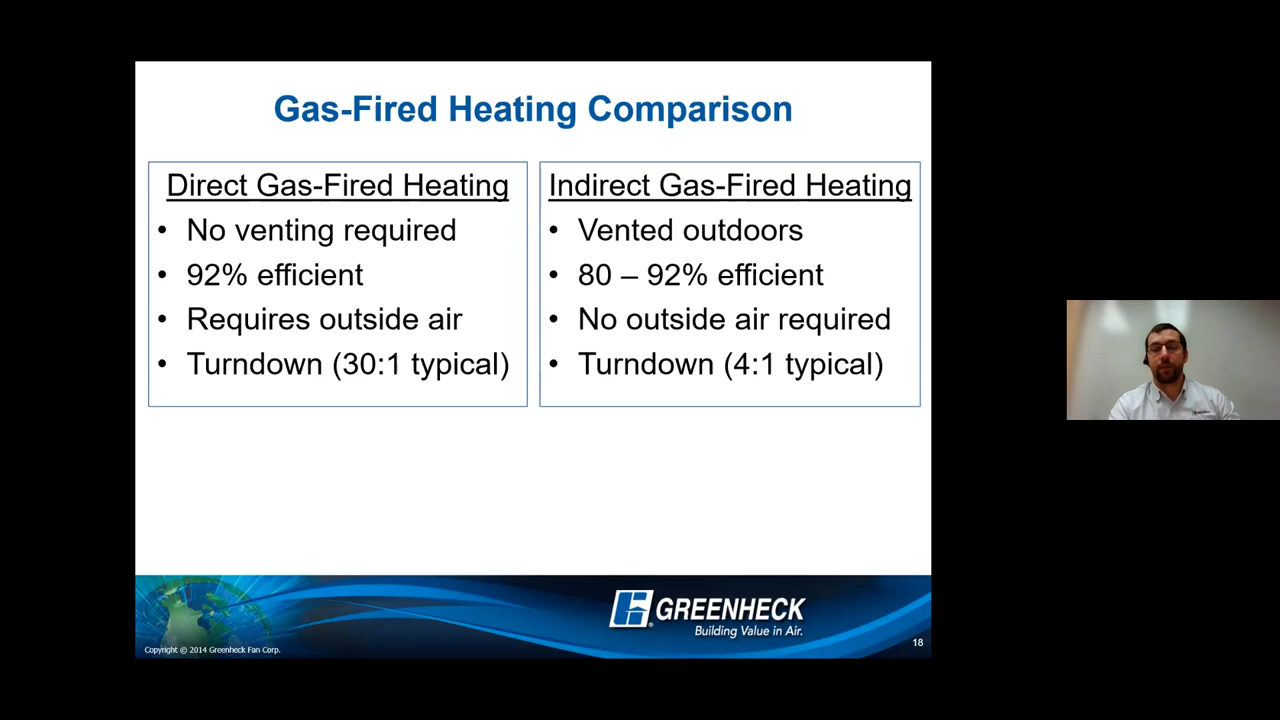 Gas-Fired Heating Comparison
Direct Gas-Fired Heating
• No venting required
• 92% efficient
• Requires outside air
• Turndown (30:1 typical)
Indirect Gas-Fired Heating
• Vented outdoors
• 80 – 92% efficient
• No outside air required
• Turndown (4:1 typical)
GREENHECK
Building Value in Air.
Copyright © 2014 Greenheck Fan Corp.
18